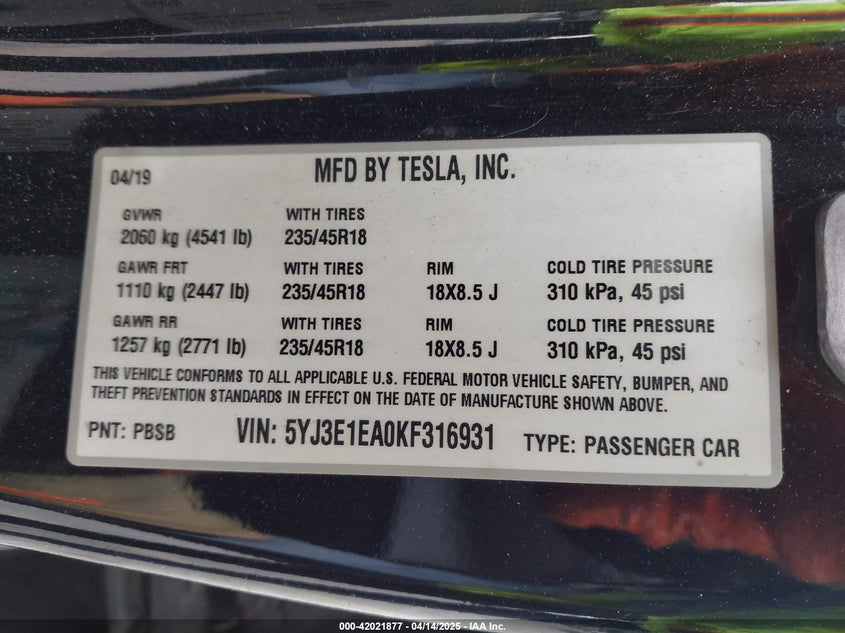 04/19 MFD BY TESLA, INC.
GVWR WITH TIRES
2060 kg (4541 lb) 235/45R18
GAWR FRT WITH TIRES RIM COLD TIRE PRESSURE
1110 kg (2447 lb) 235/45R18 18X8.5 J 310 kPa, 45 psi
GAWR RR WITH TIRES RIM COLD TIRE PRESSURE
1257 kg (2771 lb) 235/45R18 18X8.5 J 310 kPa, 45 psi
THIS VEHICLE CONFORMS TO ALL APPLICABLE U.S. FEDERAL MOTOR VEHICLE SAFETY, BUMPER, AND
THEFT PREVENTION STANDARDS IN EFFECT ON THE DATE OF MANUFACTURE SHOWN ABOVE.
PNT: PBSB VIN: 5YJ3E1EA0KF316931 TYPE: PASSENGER CAR
000-42021877 - 04/14/2025 - IAA Inc.